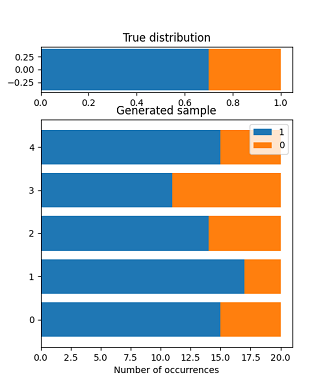 True distribution
0.25
0.00
−0.25
0.0 0.2 0.4 0.6 0.8 1.0
Generated sample
1
0
4
3
2
1
0
0.0 2.5 5.0 7.5 10.0 12.5 15.0 17.5 20.0
Number of occurrences